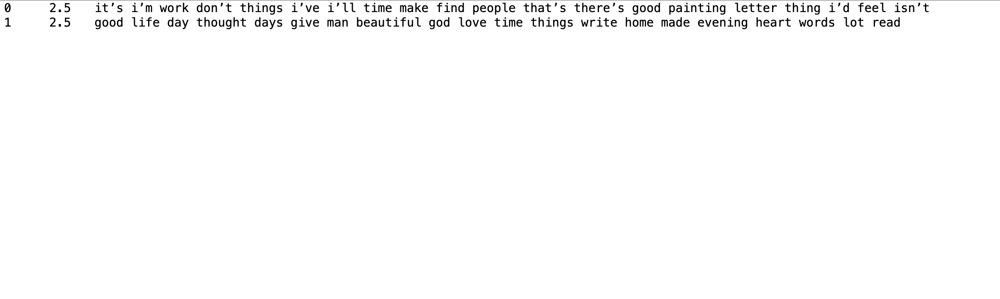 0 2.5 it’s i’m work don’t things i’ve i’ll time make find people that’s there’s good painting letter thing i’d feel isn’t
1 2.5 good life day thought days give man beautiful god love time things write home made evening heart words lot read